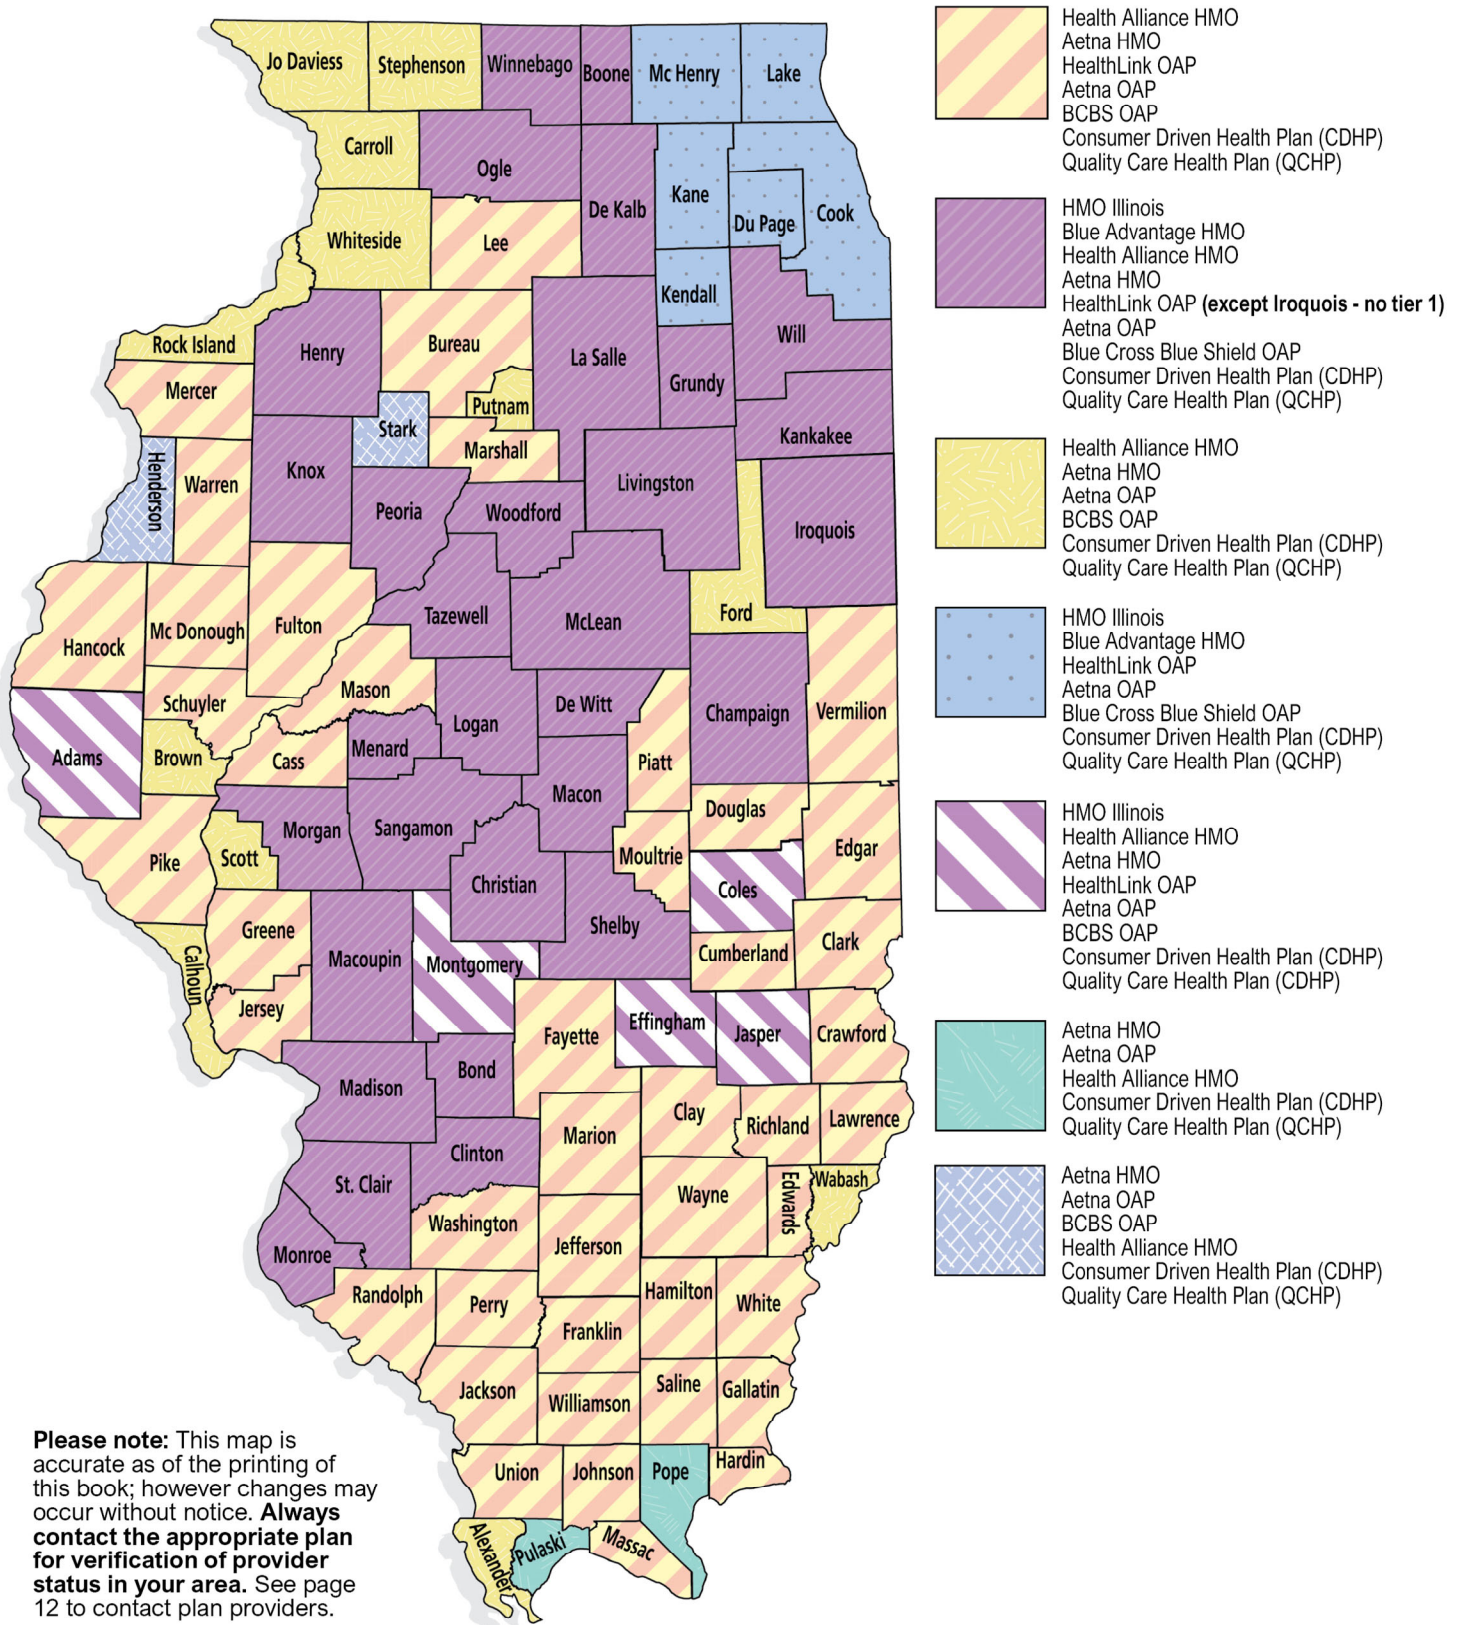 Jo Daviess
Stephenson
Winnebago
Boone
Mc Henry
Lake
Carroll
Ogle
De Kalb
Kane
Du Page
Cook
Whiteside
Lee
Kendall
Rock Island
Henry
Bureau
La Salle
Will
Mercer
Putnam
Grundy
Stark
Marshall
Kankakee
Henderson
Warren
Knox
Peoria
Woodford
Livingston
Iroquois
Hancock
Mc Donough
Fulton
Tazewell
McLean
Ford
Schuyler
Mason
Logan
De Witt
Champaign
Vermilion
Adams
Brown
Cass
Menard
Piatt
Macon
Douglas
Pike
Scott
Morgan
Sangamon
Christian
Moultrie
Edgar
Coles
Shelby
Calhoun
Greene
Macoupin
Montgomery
Cumberland
Clark
Jersey
Fayette
Effingham
Jasper
Crawford
Madison
Bond
Clay
Richland
Lawrence
Marion
Clinton
St. Clair
Wayne
Edwards
Wabash
Washington
Jefferson
Monroe
Randolph
Perry
Hamilton
White
Franklin
Jackson
Williamson
Saline
Gallatin
Union
Johnson
Pope
Hardin
Alexander
Pulaski
Massac
Health Alliance HMO
Aetna HMO
HealthLink OAP
Aetna OAP
BCBS OAP
Consumer Driven Health Plan (CDHP)
Quality Care Health Plan (QCHP)
HMO Illinois
Blue Advantage HMO
Health Alliance HMO
Aetna HMO
HealthLink OAP (except Iroquois - no tier 1)
Aetna OAP
Blue Cross Blue Shield OAP
Consumer Driven Health Plan (CDHP)
Quality Care Health Plan (QCHP)
Health Alliance HMO
Aetna HMO
Aetna OAP
BCBS OAP
Consumer Driven Health Plan (CDHP)
Quality Care Health Plan (QCHP)
HMO Illinois
Blue Advantage HMO
HealthLink OAP
Aetna OAP
Blue Cross Blue Shield OAP
Consumer Driven Health Plan (CDHP)
Quality Care Health Plan (QCHP)
HMO Illinois
Health Alliance HMO
Aetna HMO
HealthLink OAP
Aetna OAP
BCBS OAP
Consumer Driven Health Plan (CDHP)
Quality Care Health Plan (CDHP)
Aetna HMO
Aetna OAP
Health Alliance HMO
Consumer Driven Health Plan (CDHP)
Quality Care Health Plan (QCHP)
Aetna HMO
Aetna OAP
BCBS OAP
Health Alliance HMO
Consumer Driven Health Plan (CDHP)
Quality Care Health Plan (QCHP)
Please note: This map is
accurate as of the printing of
this book; however changes may
occur without notice. Always
contact the appropriate plan
for verification of provider
status in your area. See page
12 to contact plan providers.